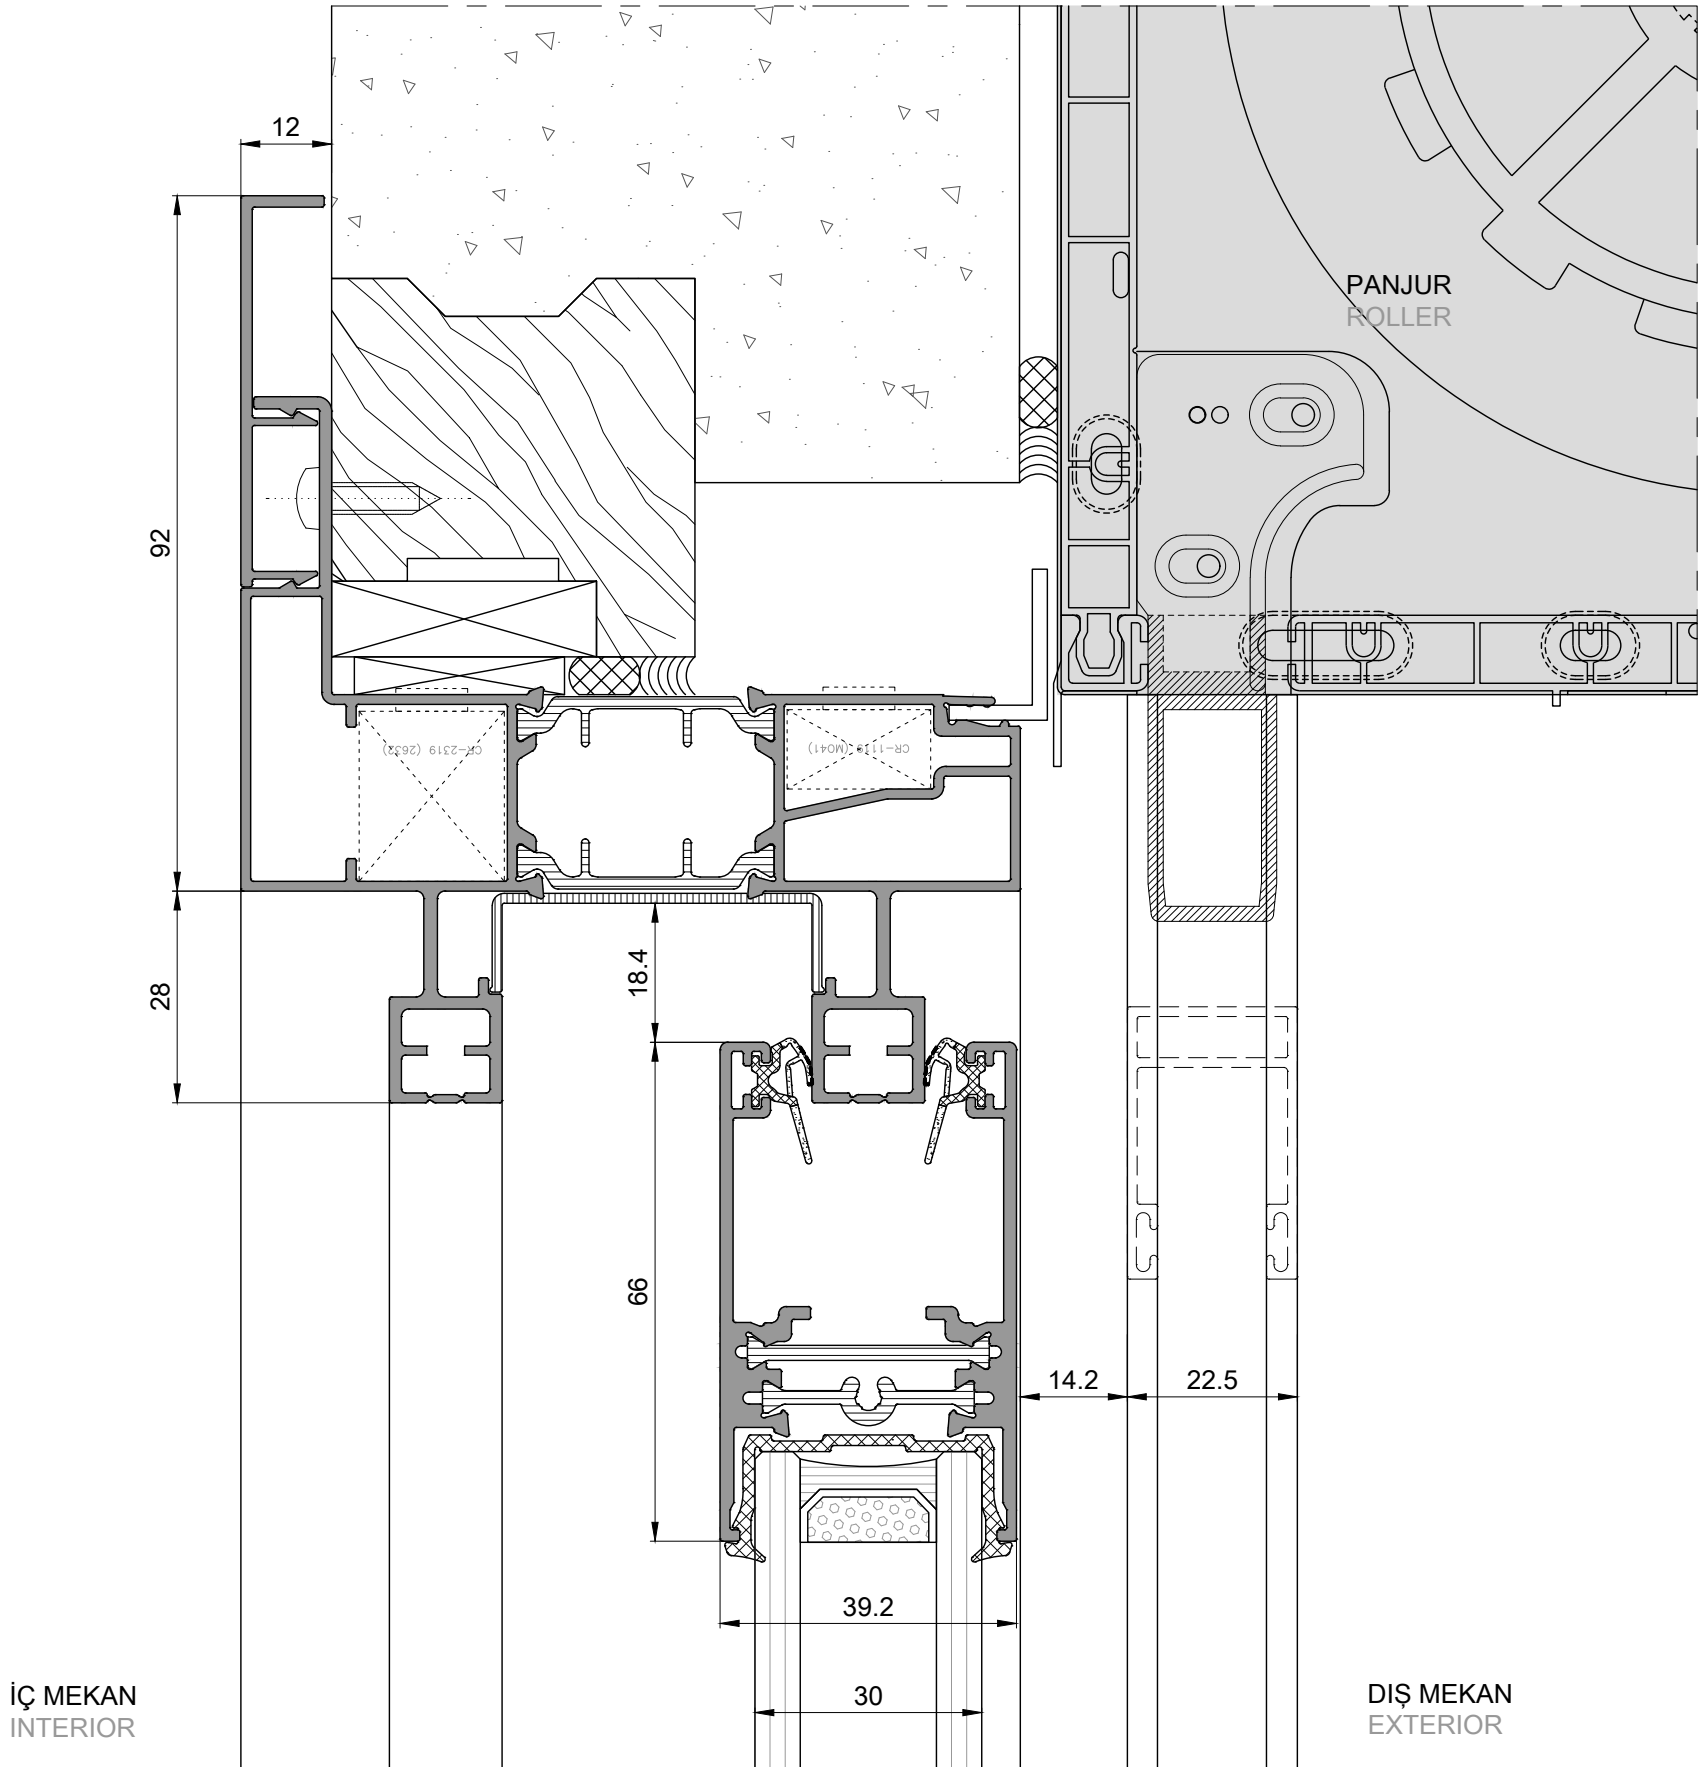 12
PANJUR
ROLLER
92
CR-2319 (2632)
CR-1119 (M041)
28
18.4
66
14.2
22.5
39.2
30
İÇ MEKAN
INTERIOR
DIŞ MEKAN
EXTERIOR